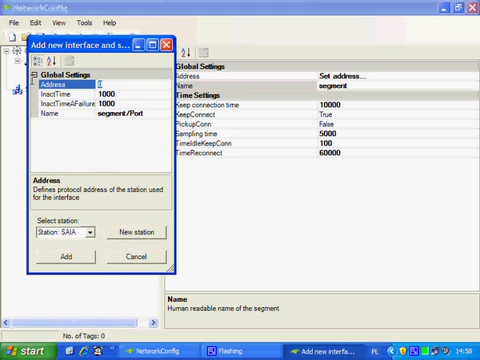 NetworkConfig
File View Tools Help
Add new interface and s...
Global Settings
Address 0
InactTime 1000
InactTimeAFailure 1000
Name segment/Port
Address
Defines protocol address of the station used
for the interface
Select station:
Station: SAIA
New station
Add
Cancel
Global Settings
Address Set address...
Name segment
Time Settings
Keep connection time 10000
KeepConnect True
PickupConn False
Sampling time 5000
TimeIdleKeepConn 100
TimeReconnect 60000
Name
Human readable name of the segment
No. of Tags: 0
start
NetworkConfig
Flashing
Add new interfa...
PL
14:58